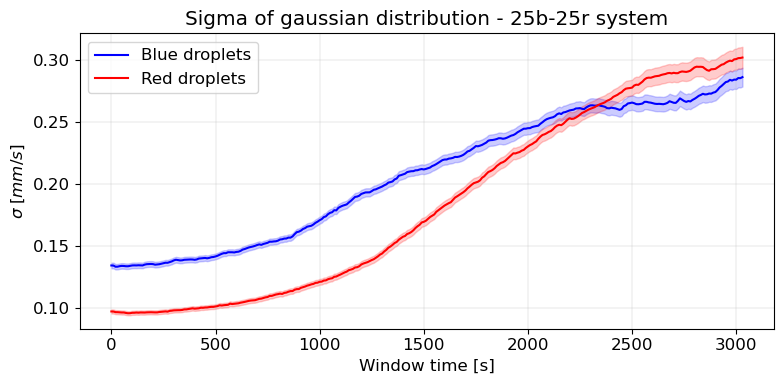 Sigma of gaussian distribution - 25b-25r system
Blue droplets
Red droplets
0.30
0.25
0.20
0.15
0.10
σ [mm/s]
0 500 1000 1500 2000 2500 3000
Window time [s]